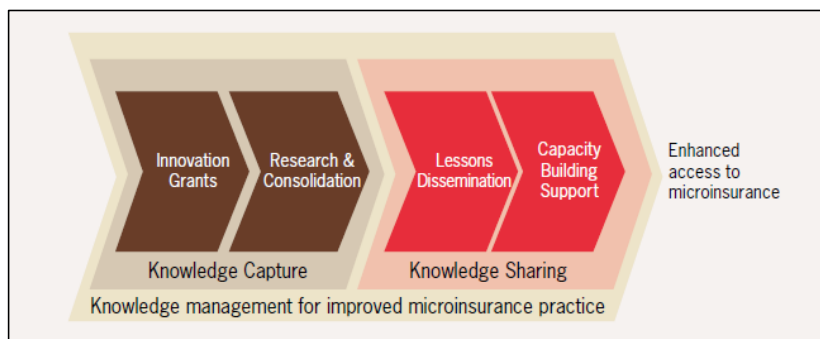 Innovation
Grants
Research &
Consolidation
Lessons
Dissemination
Capacity
Building
Support
Enhanced
access to
microinsurance
Knowledge Capture
Knowledge Sharing
Knowledge management for improved microinsurance practice